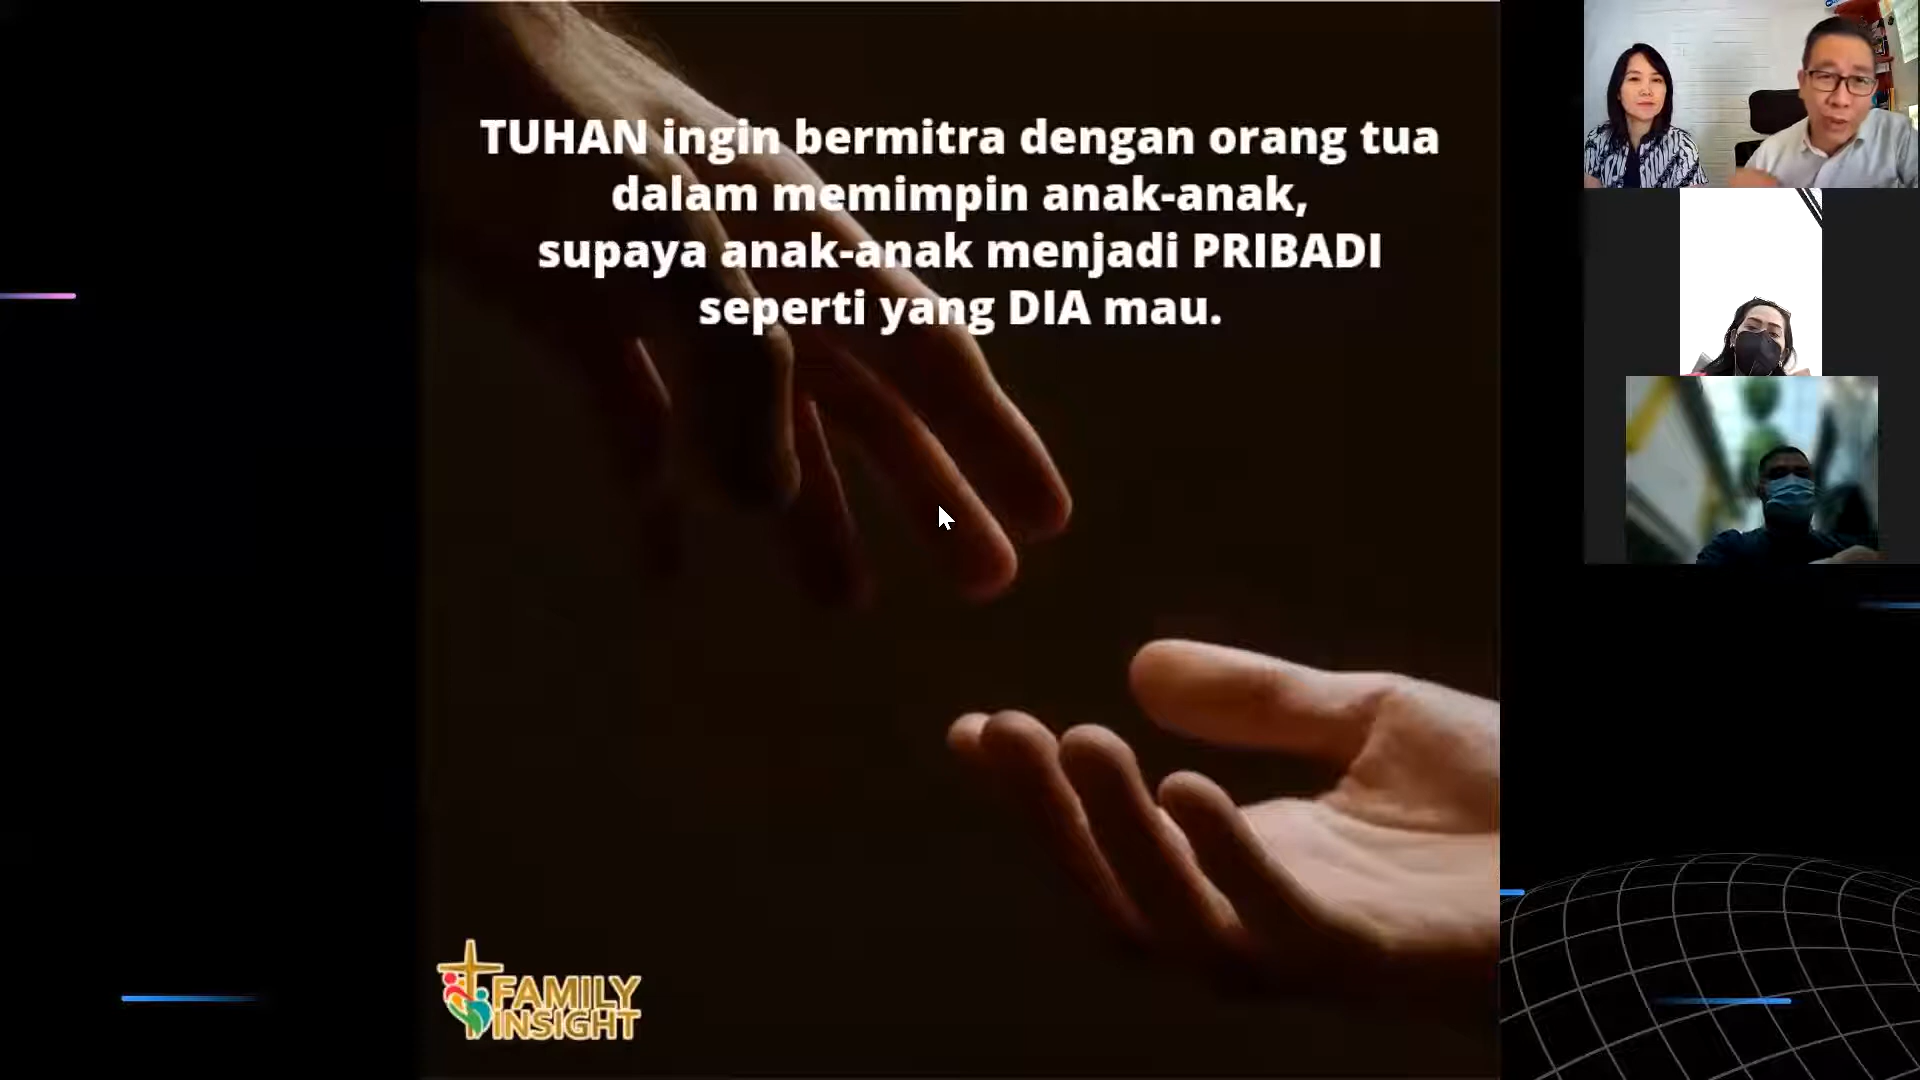 TUHAN ingin bermitra dengan orang tua
dalam memimpin anak-anak,
supaya anak-anak menjadi PRIBADI
seperti yang DIA mau.
FAMILY
INSIGHT